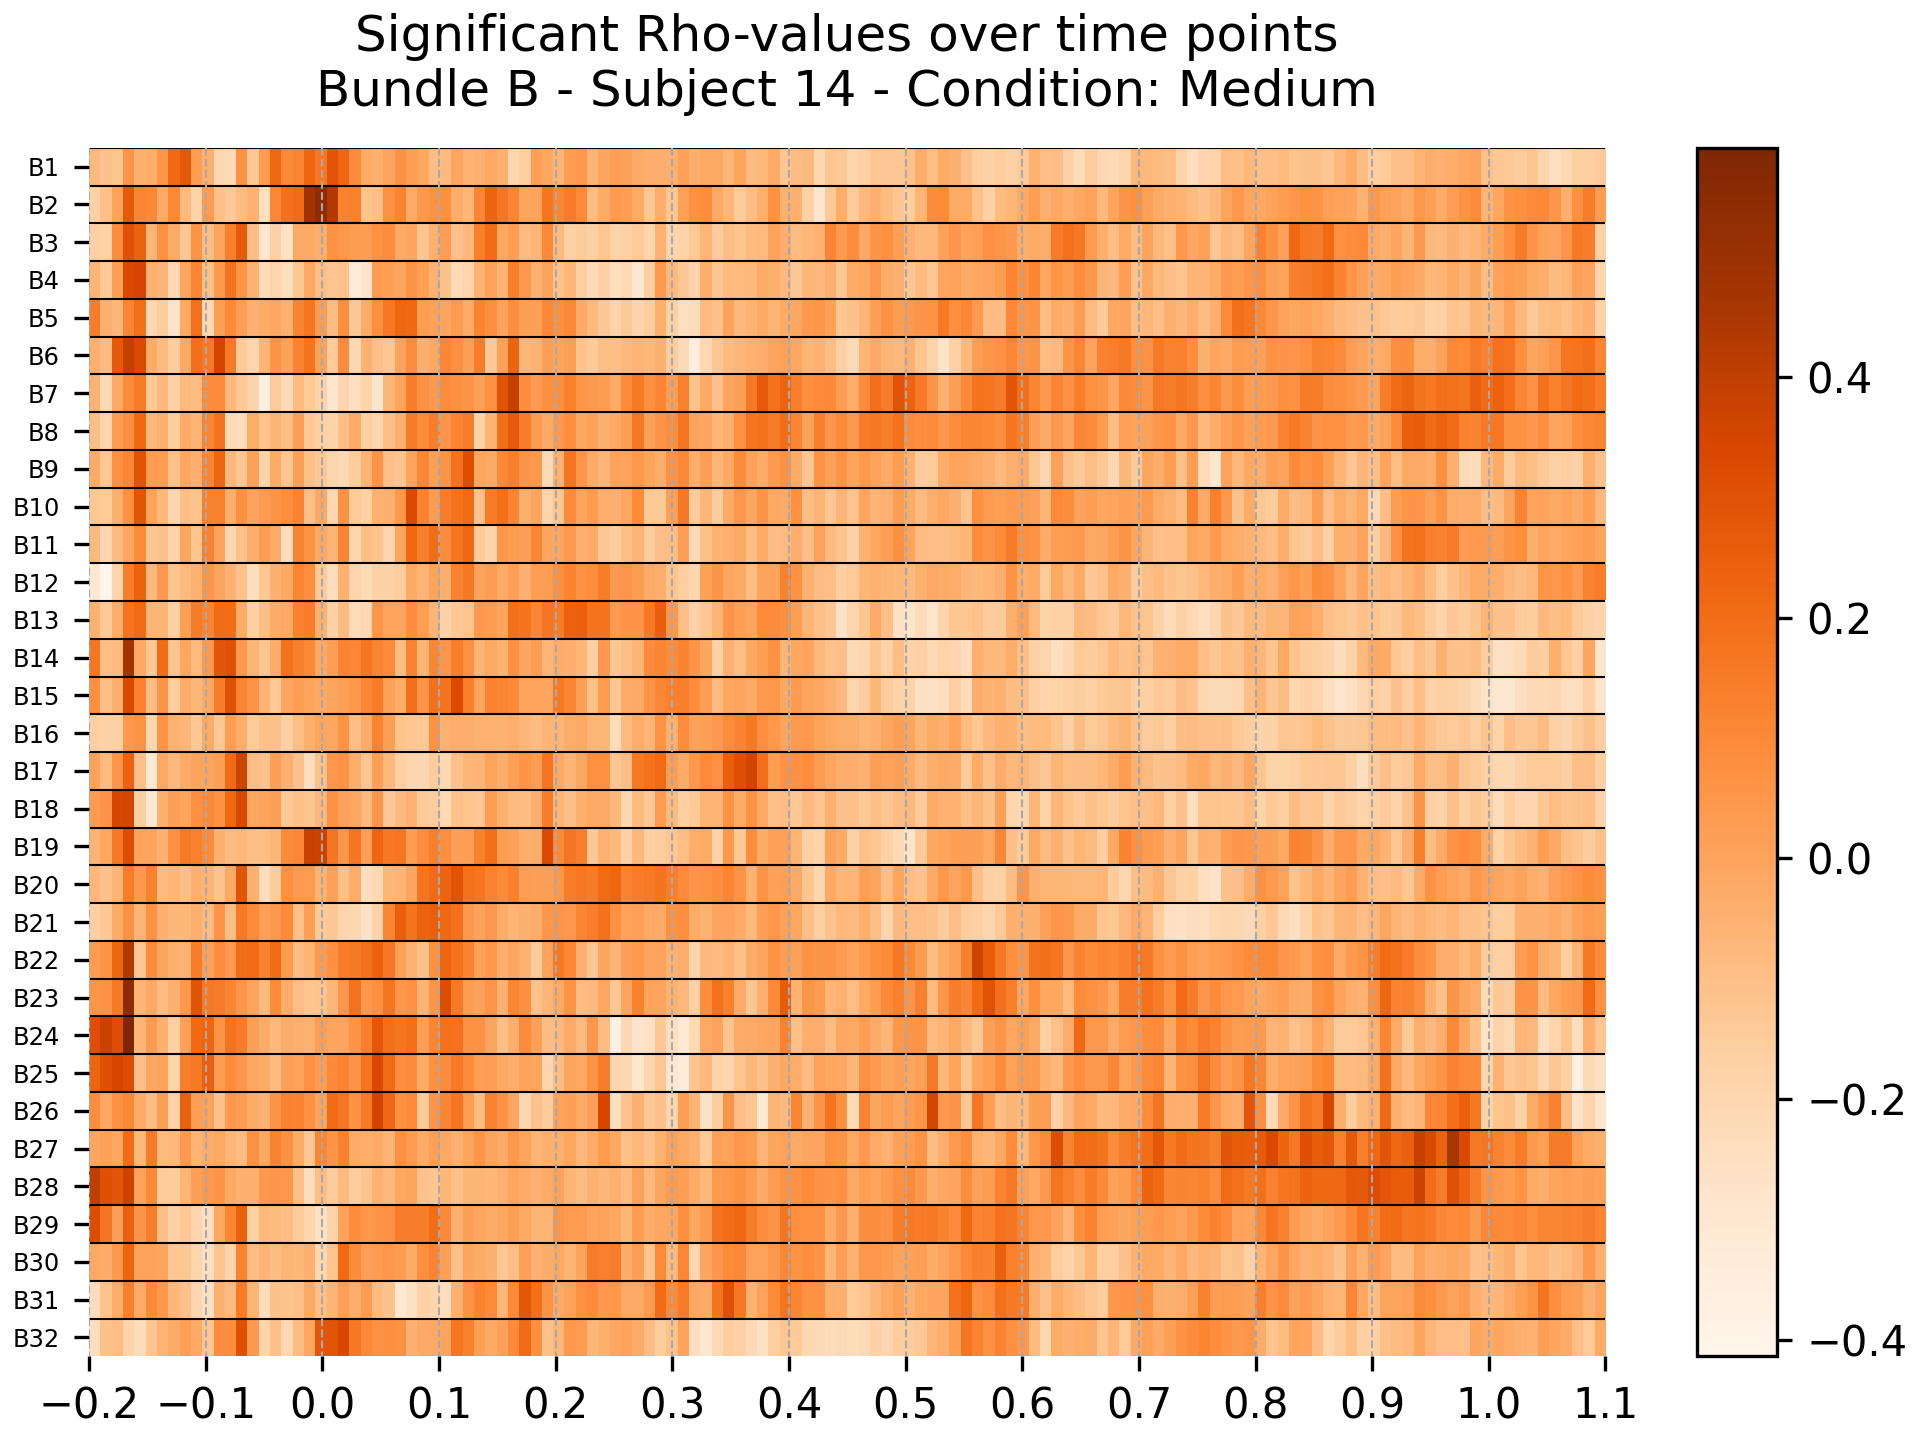 Significant Rho-values over time points
Bundle B - Subject 14 - Condition: Medium
B1
B2
B3
B4
B5
B6
B7
B8
B9
B10
B11
B12
B13
B14
B15
B16
B17
B18
B19
B20
B21
B22
B23
B24
B25
B26
B27
B28
B29
B30
B31
B32
−0.2 −0.1 0.0 0.1 0.2 0.3 0.4 0.5 0.6 0.7 0.8 0.9 1.0 1.1
0.4
0.2
0.0
−0.2
−0.4